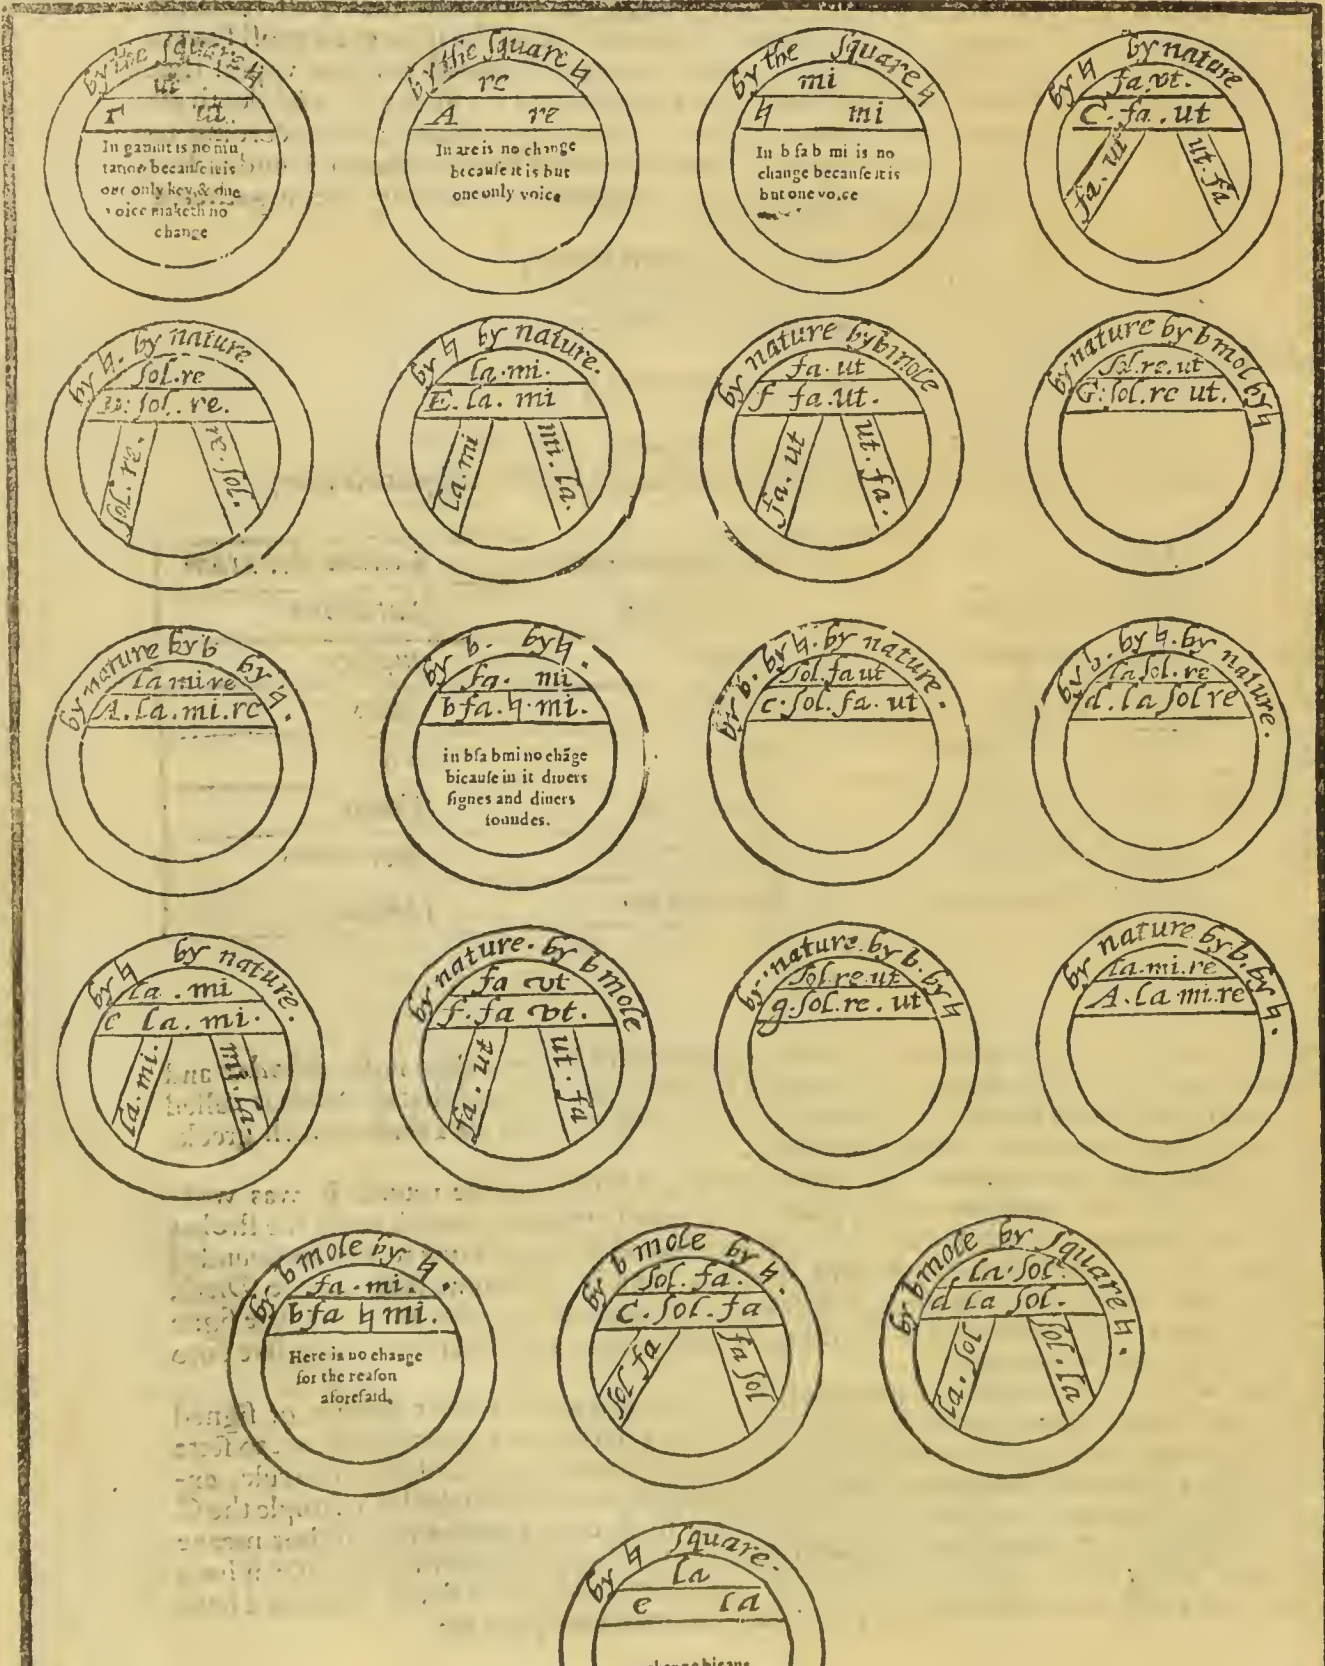 by the ſquare ♮
ut
Γ ut.
In gamut is no mu
tanoe becauſe it is
one only key, & one
voice maketh no
change
by the ſquare ♮
re
A re
In are is no change
becauſe it is but
one only voice
by the ſquare ♮
mi
♮ mi
In b fa b mi is no
change becauſe it is
but one voice
by ♮ by nature
fa.vt.
C.fa.ut
fa.ut
ut.fa
by ♮. by nature
ſol.re
D: ſol.re.
ſol.re.
re.ſol.
by ♮ by nature.
La.mi.
E.La.mi
La.mi
mi.La.
by nature by b mole
fa.ut
f fa.ut.
fa.ut
ut.fa.
by nature by b mol by ♮
ſol.re.ut
G: ſol.re ut.
by nature by b by ♮.
La mi re
A.La.mi.re
by b. by ♮.
fa. mi
b fa.♮.mi.
in bfa bmi no chãge
bicauſe in it divers
ſignes and diuers
ſoundes.
by b. by ♮. by nature.
ſol.fa ut
c.ſol.fa.ut
by b. by ♮. by nature.
La ſol.re
d.La ſol re
by ♮ by nature.
La.mi
e La.mi.
La.mi.
mi.La.
by nature. by b mole
fa vt
f.fa vt.
fa.ut
ut.fa
by nature. by b. by ♮
ſol.re.ut
g.ſol.re.ut
by nature by b. by ♮.
La.mi.re
A.La mi.re
by b mole by ♮.
fa.mi.
b fa ♮ mi.
Here is no change
for the reaſon
aforeſaid,
by b mole by ♮.
ſol.fa.
C.ſol.fa
ſol fa
fa ſol
by b mole by ſquare ♮.
La.ſol.
d La ſol.
La.ſol
ſol.La
by ♮ ſquare.
La
e La